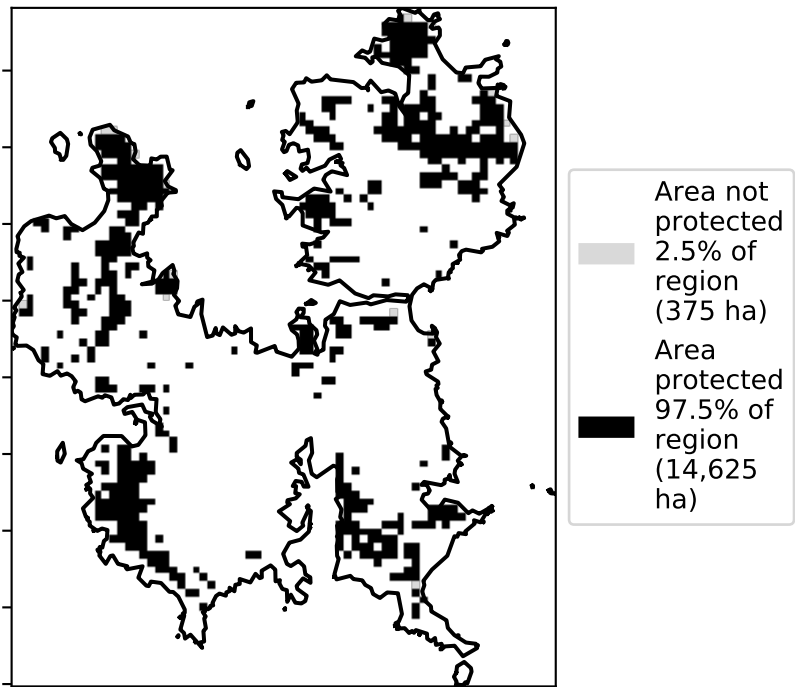 Area not
protected
2.5% of
region
(375 ha)
Area
protected
97.5% of
region
(14,625
ha)